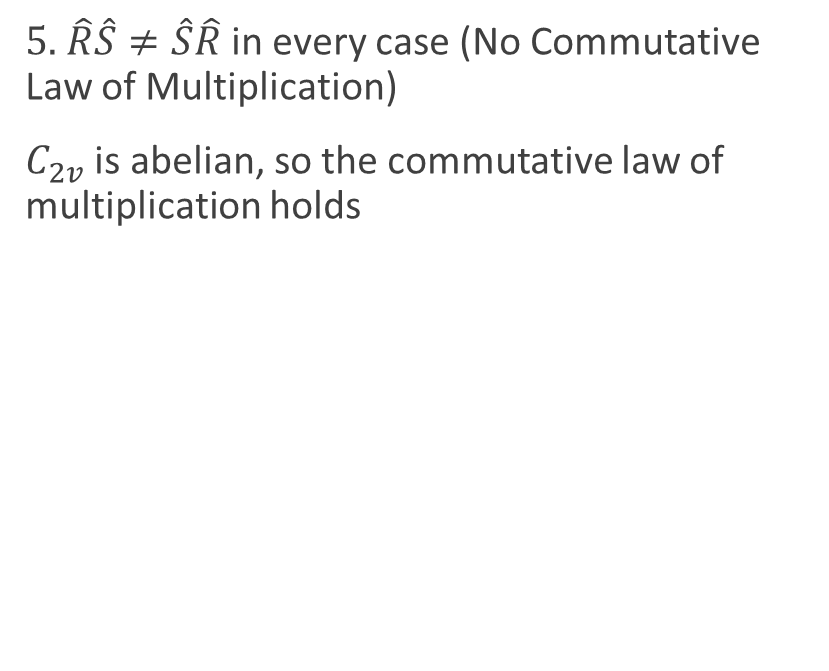 5. R̂Ŝ ≠ ŜR̂ in every case (No Commutative
Law of Multiplication)
C₂ᵥ is abelian, so the commutative law of
multiplication holds